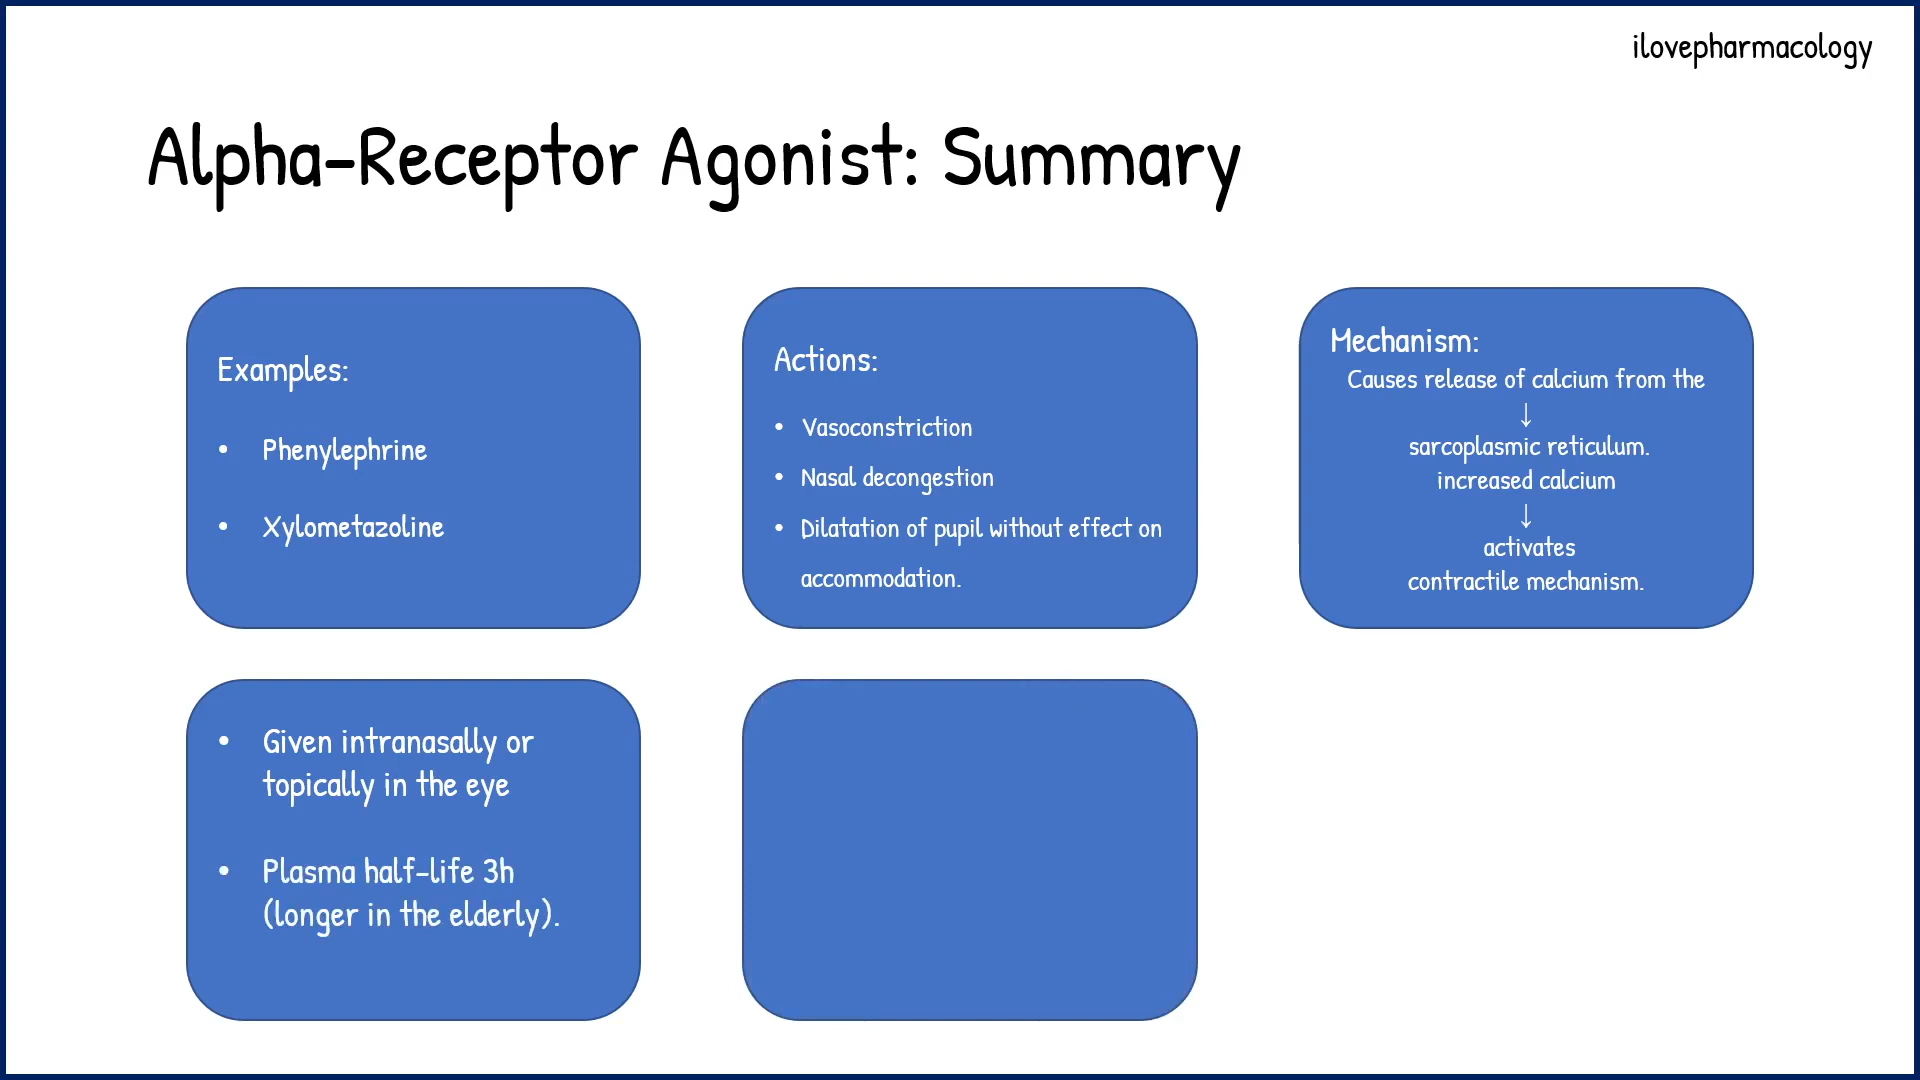 ilovepharmacology
Alpha-Receptor Agonist: Summary
Examples:
• Phenylephrine
• Xylometazoline
Actions:
• Vasoconstriction
• Nasal decongestion
• Dilatation of pupil without effect on
accommodation.
Mechanism:
Causes release of calcium from the
↓
sarcoplasmic reticulum.
increased calcium
↓
activates
contractile mechanism.
• Given intranasally or
topically in the eye
• Plasma half-life 3h
(longer in the elderly).